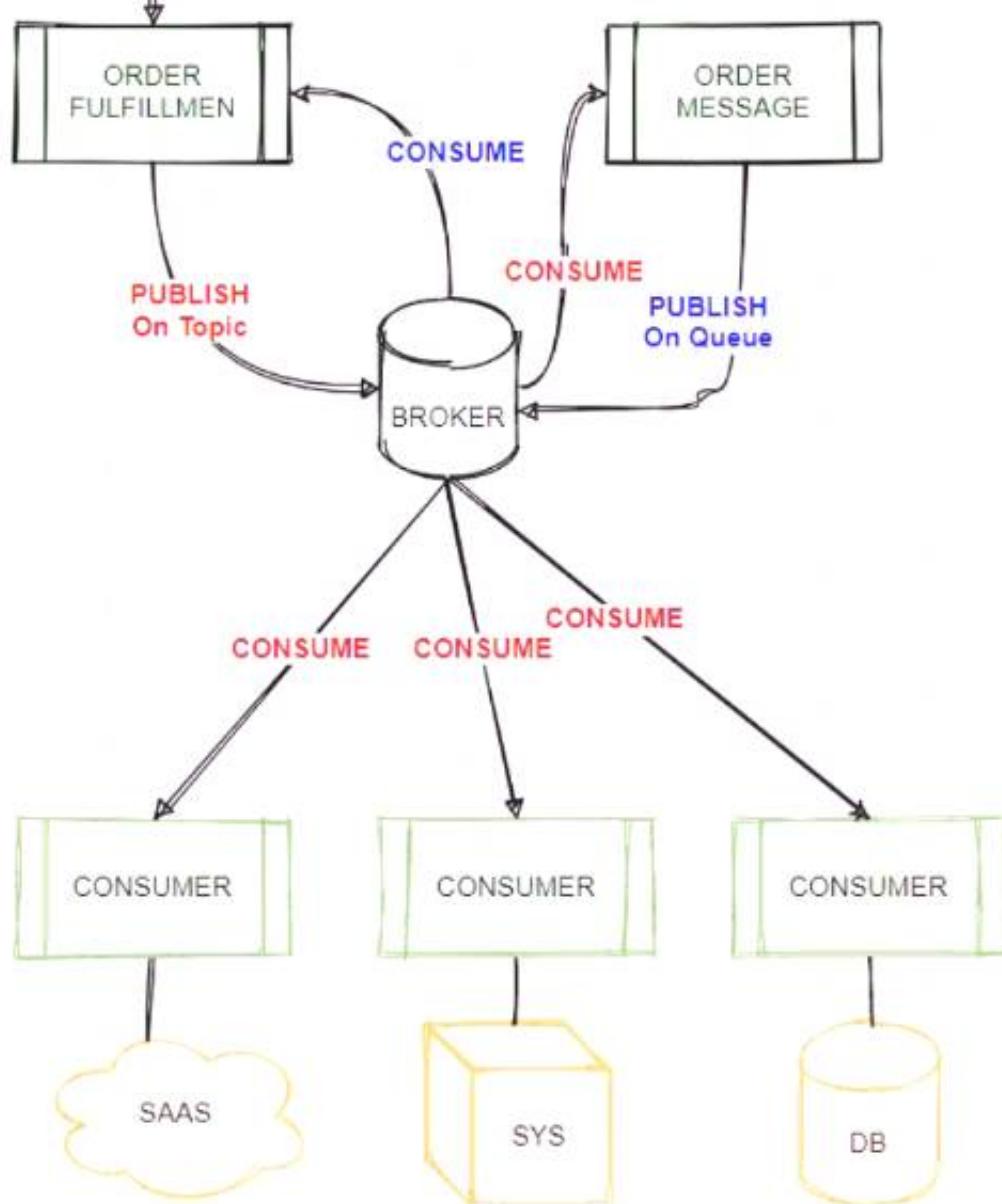 ORDER
FULFILLMEN
ORDER
MESSAGE
CONSUME
CONSUME
PUBLISH
On Topic
PUBLISH
On Queue
BROKER
CONSUME
CONSUME
CONSUME
CONSUMER
CONSUMER
CONSUMER
SAAS
SYS
DB